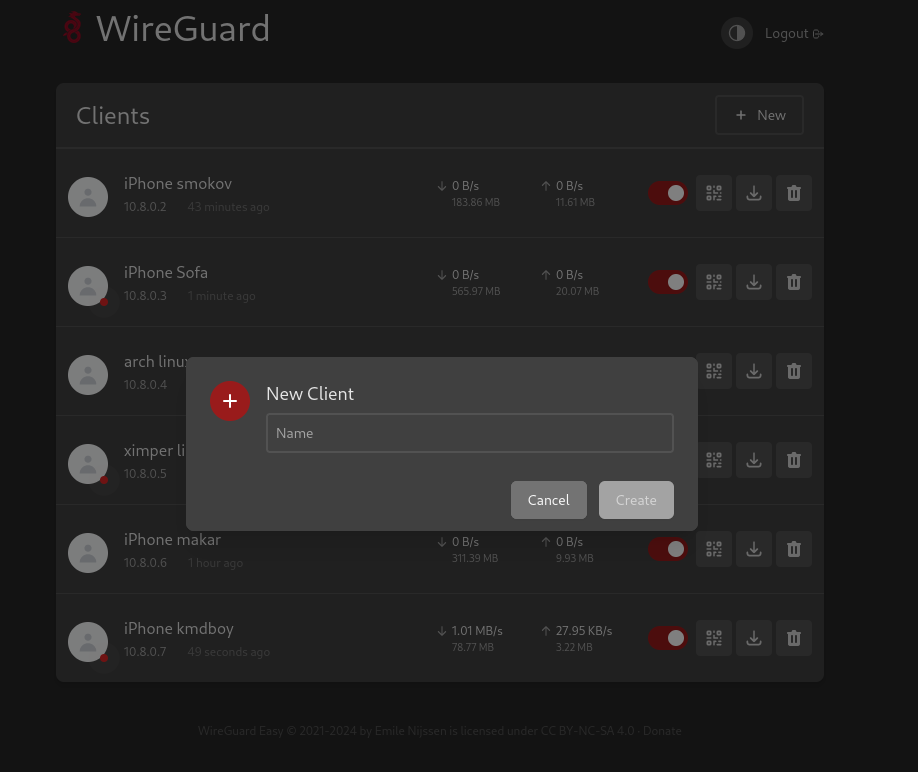 WireGuard
Logout
Clients
+ New
iPhone smokov
↓ 0 B/s ↑ 0 B/s
10.8.0.2 43 minutes ago
183.86 MB 11.61 MB
iPhone Sofa
↓ 0 B/s ↑ 0 B/s
10.8.0.3 1 minute ago
565.97 MB 20.07 MB
arch linux
10.8.0.4
New Client
Name
ximper li
10.8.0.5
Cancel Create
iPhone makar
↓ 0 B/s ↑ 0 B/s
10.8.0.6 1 hour ago
311.39 MB 9.93 MB
iPhone kmdboy
↓ 1.01 MB/s ↑ 27.95 KB/s
10.8.0.7 49 seconds ago
78.77 MB 3.22 MB
WireGuard Easy © 2021-2024 by Emile Nijssen is licensed under CC BY-NC-SA 4.0 · Donate